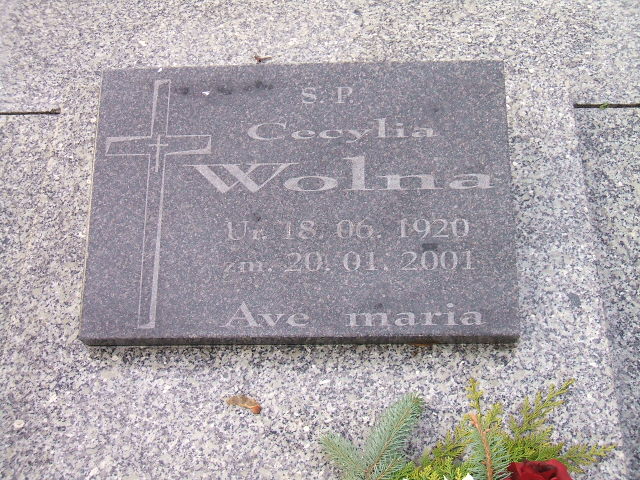 S.P.
Cecylia
Wolna
Ur. 18. 06. 1920
zm. 20. 01. 2001
Ave maria